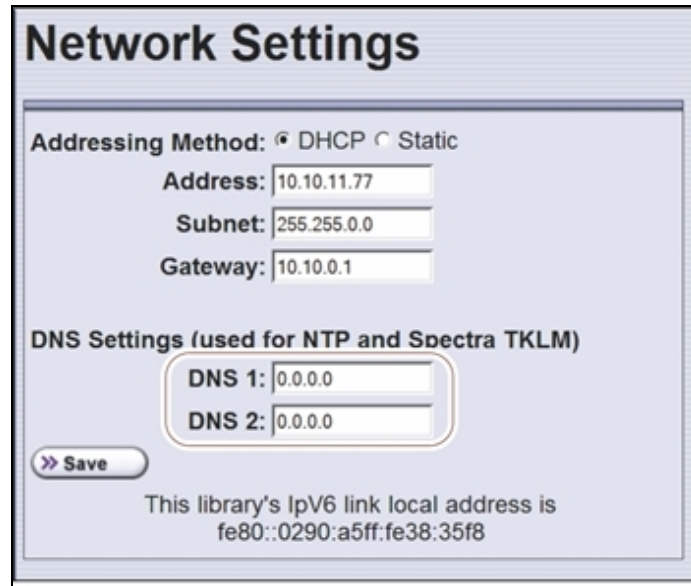 Network Settings
Addressing Method: DHCP Static
Address: 10.10.11.77
Subnet: 255.255.0.0
Gateway: 10.10.0.1
DNS Settings (used for NTP and Spectra TKLM)
DNS 1: 0.0.0.0
DNS 2: 0.0.0.0
Save
This library's IpV6 link local address is
fe80::0290:a5ff:fe38:35f8